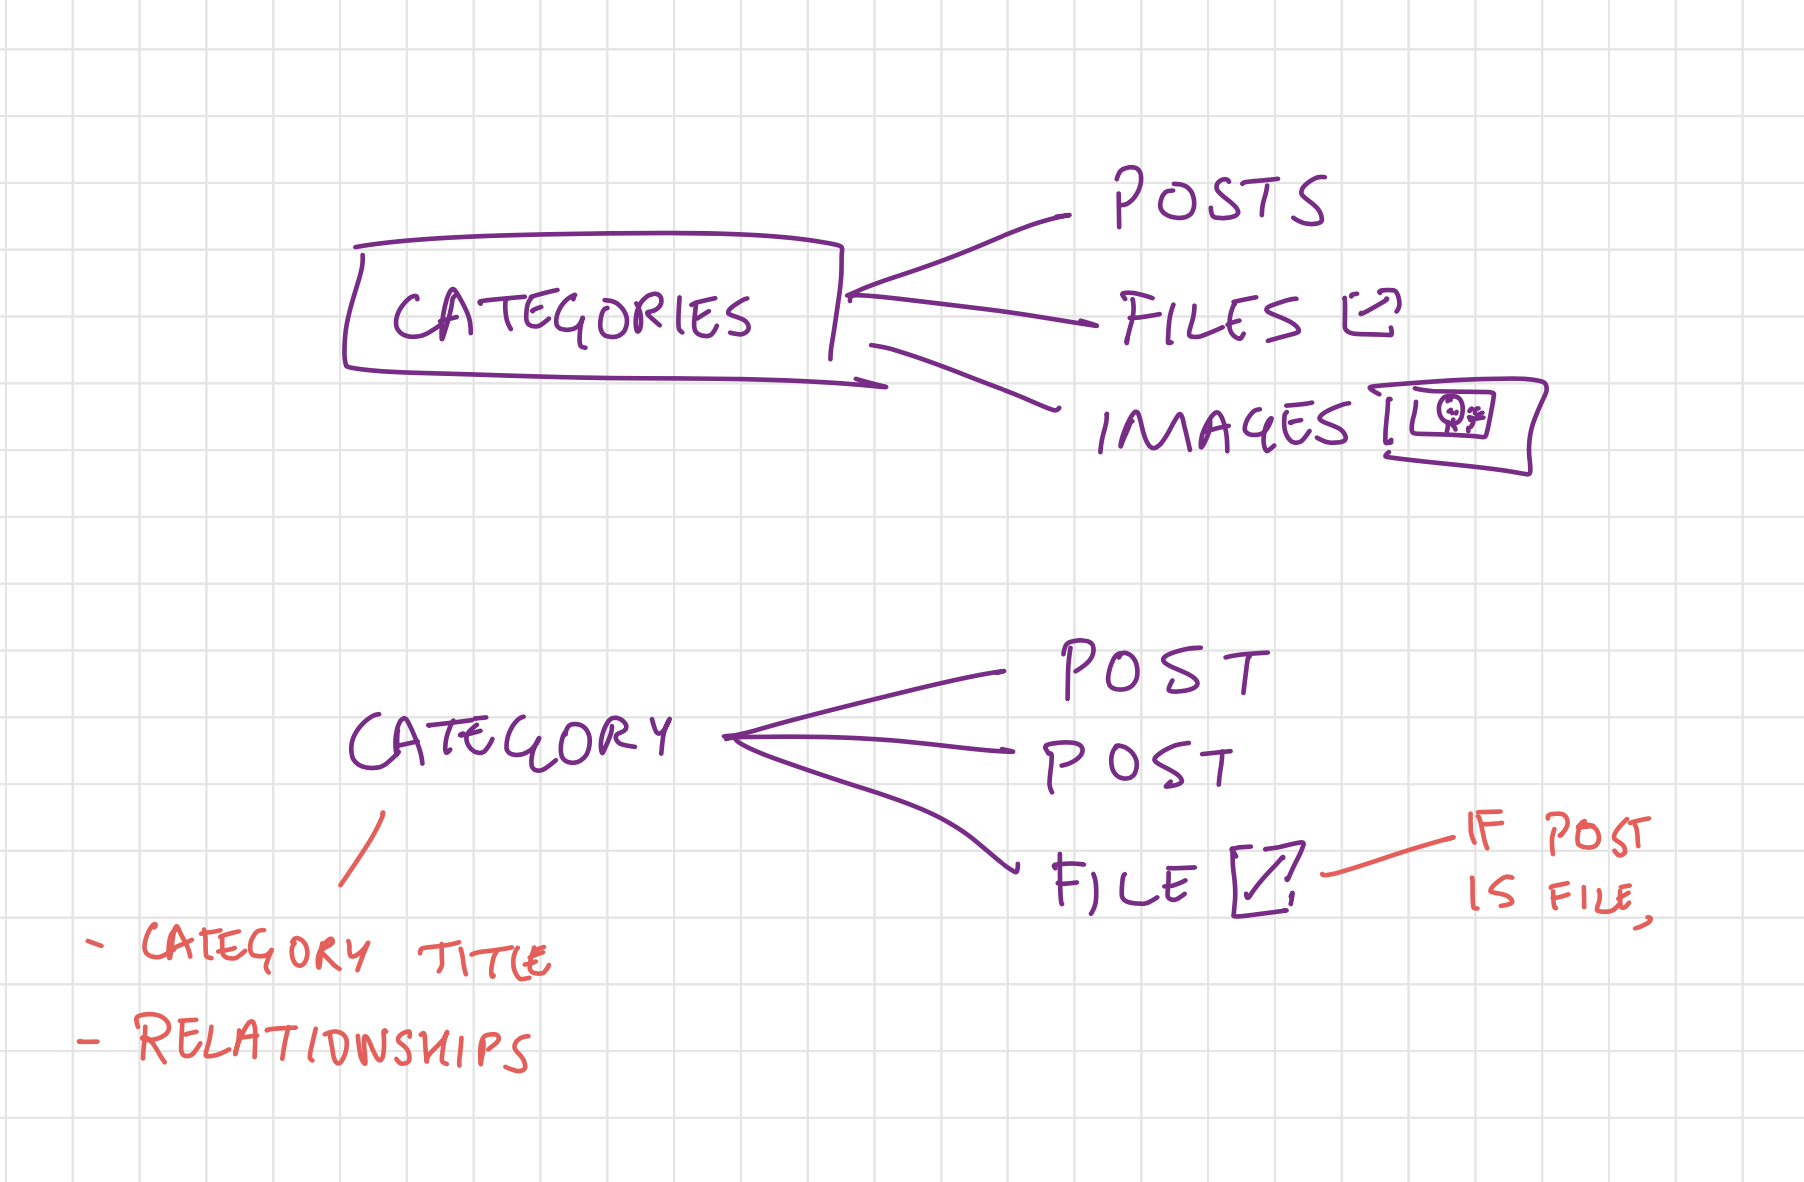 POSTS
CATEGORIES
FILES
IMAGES
POST
CATEGORY
POST
FILE
IF POST
IS FILE,
- CATEGORY TITLE
- RELATIONSHIPS